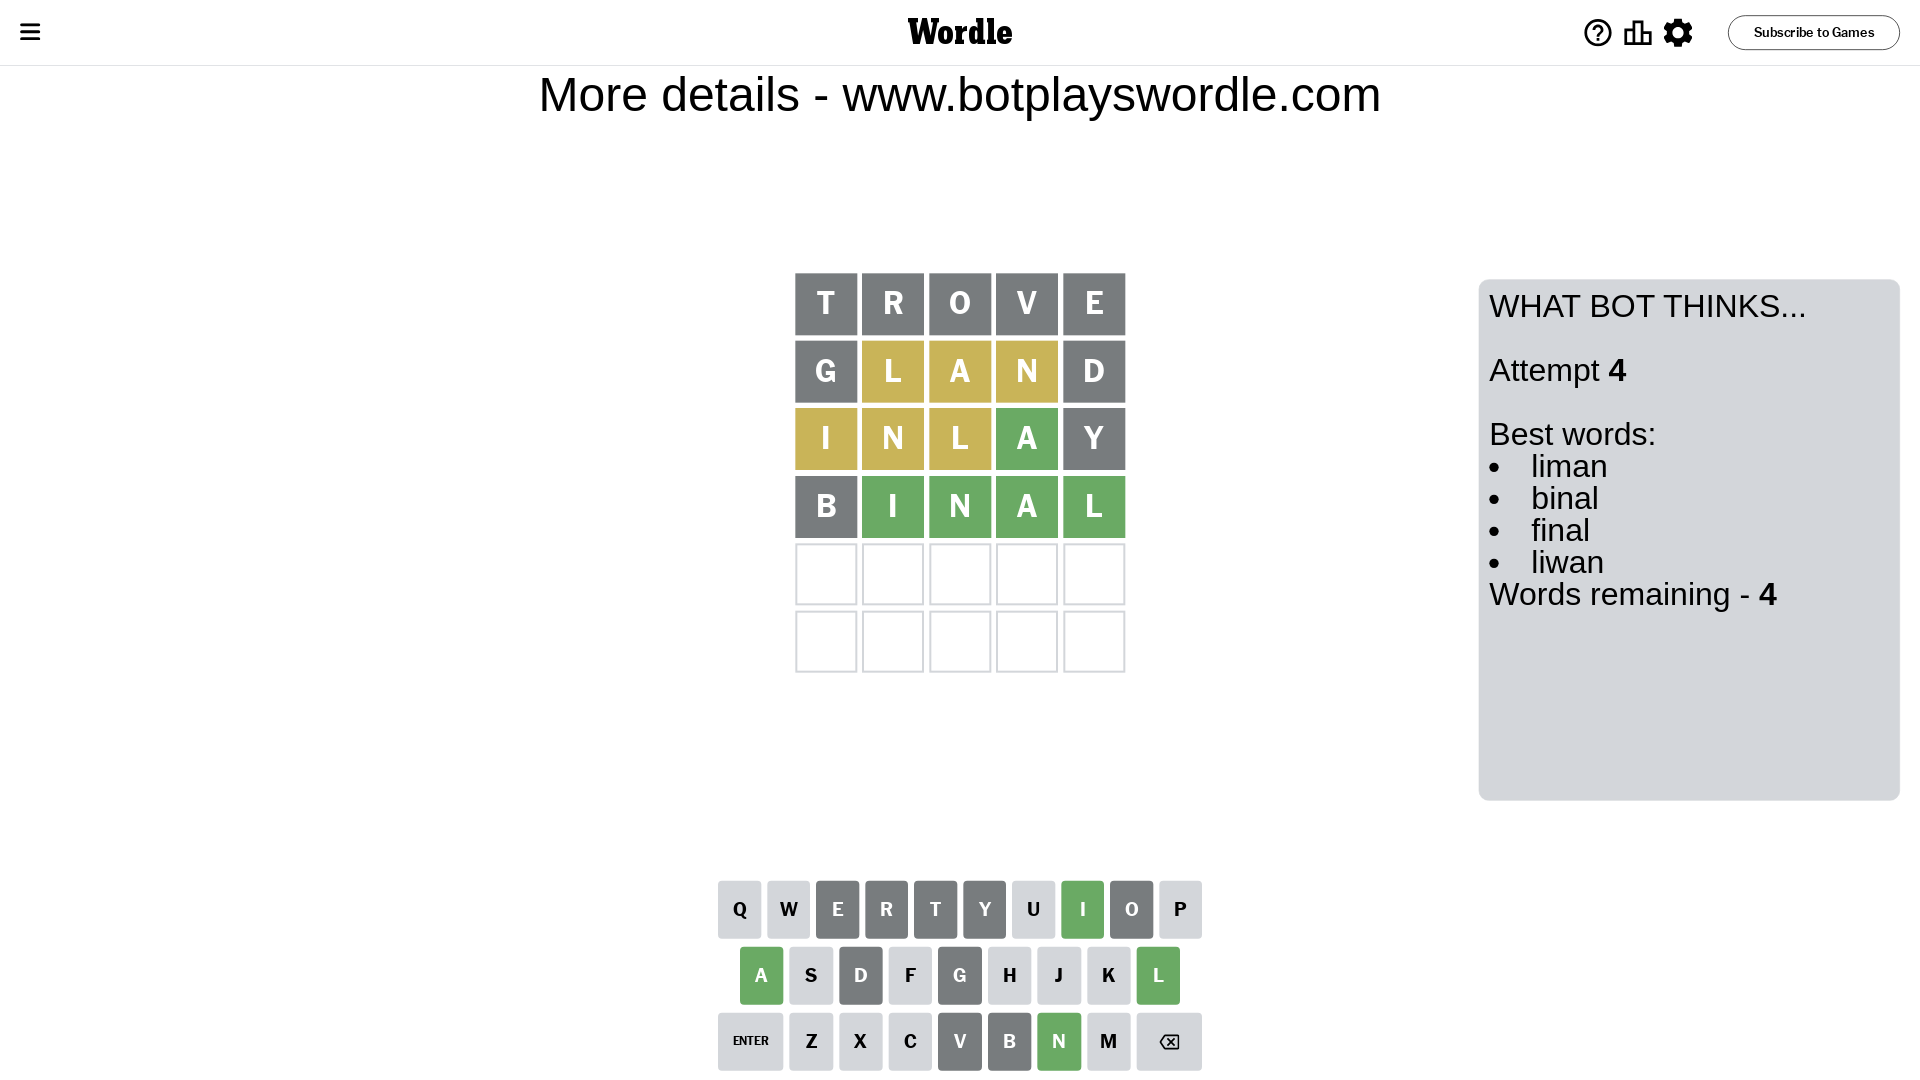 Wordle
Subscribe to Games
More details - www.botplayswordle.com
T R O V E
G L A N D
I N L A Y
B I N A L
WHAT BOT THINKS...
Attempt 4
Best words:
• liman
• binal
• final
• liwan
Words remaining - 4
Q W E R T Y U I O P
A S D F G H J K L
ENTER Z X C V B N M